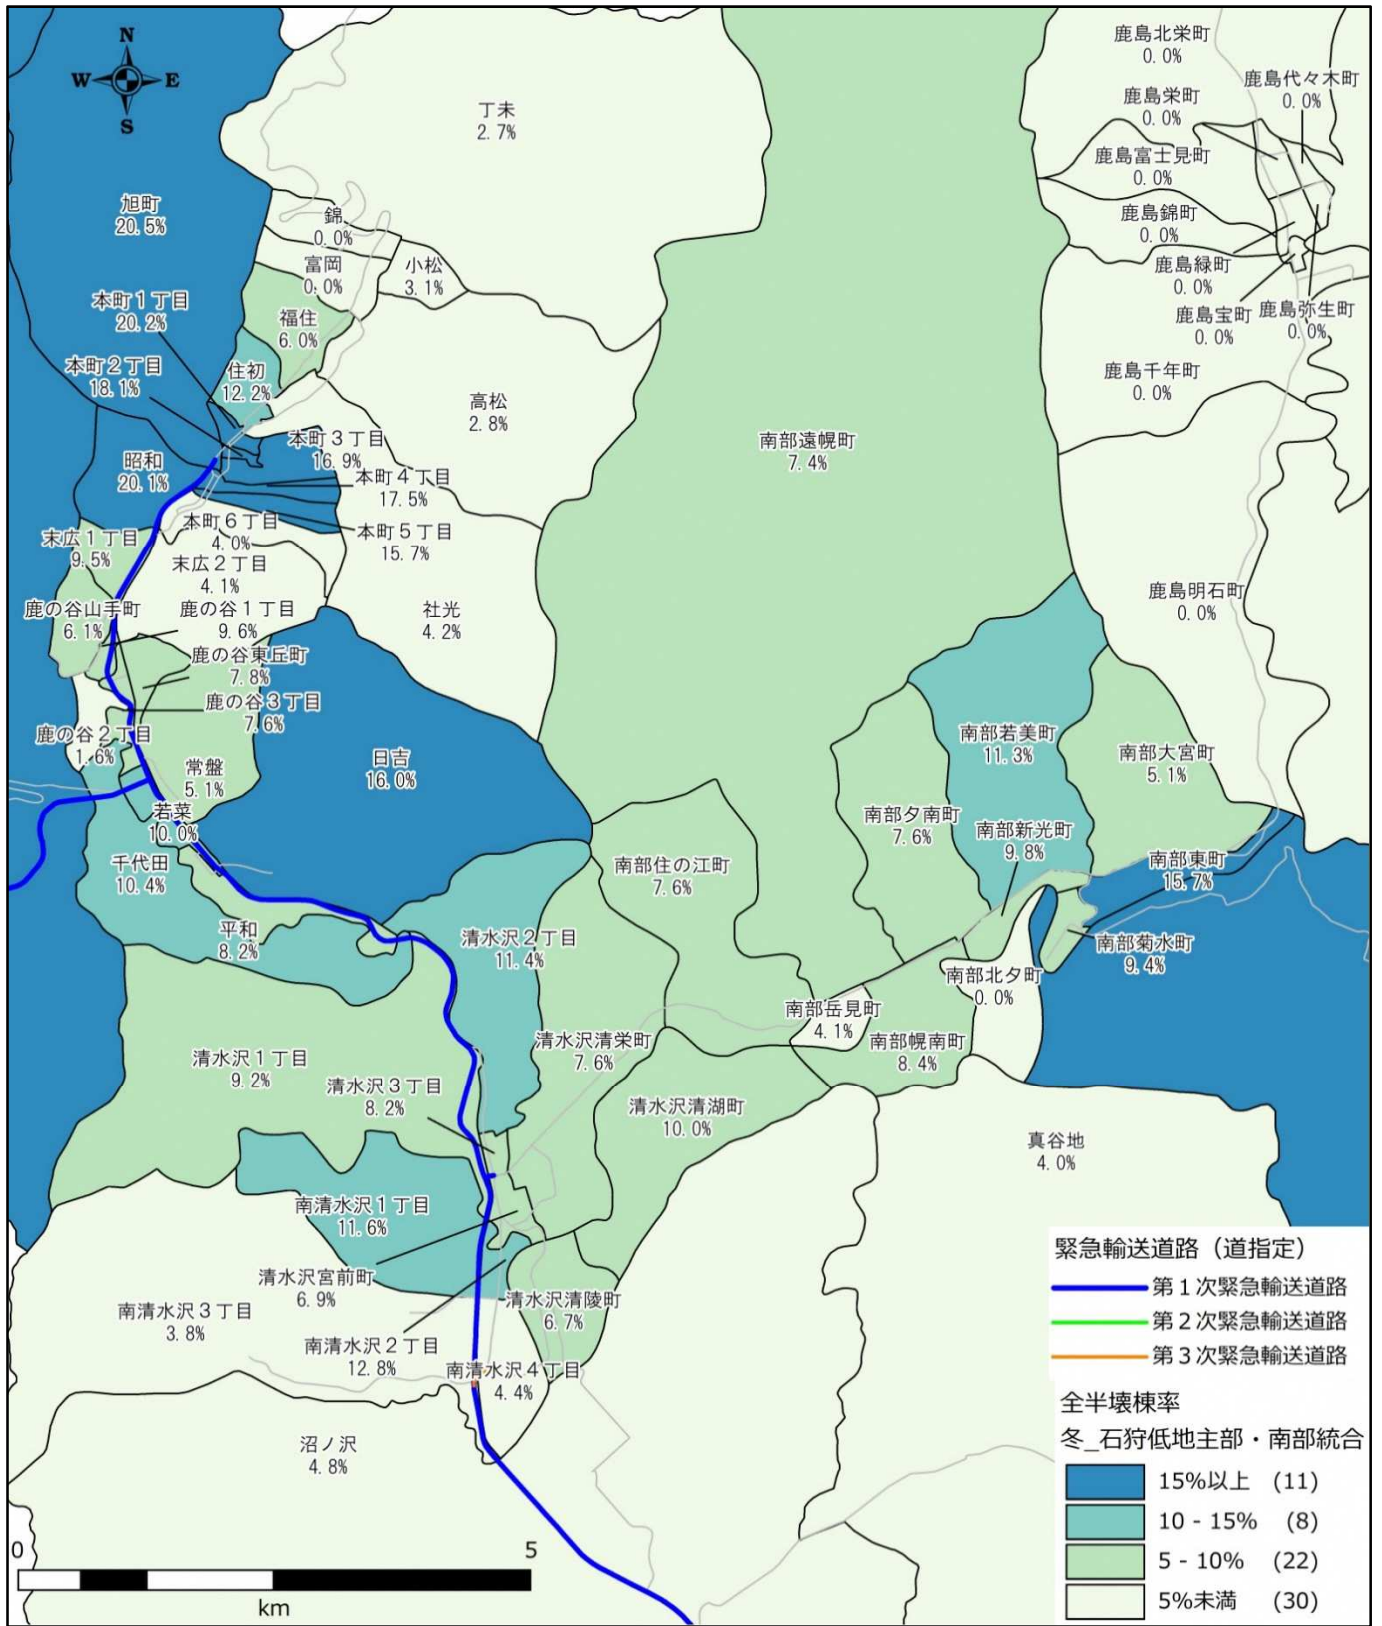 N
W E
S
丁未
2.7%
鹿島北栄町
0.0%
鹿島代々木町
0.0%
鹿島栄町
0.0%
鹿島富士見町
0.0%
鹿島錦町
0.0%
鹿島緑町
0.0%
鹿島宝町
0.0%
鹿島弥生町
0.0%
鹿島千年町
0.0%
旭町
20.5%
錦
0.0%
富岡
0.0%
小松
3.1%
本町1丁目
20.2%
福住
6.0%
本町2丁目
18.1%
住初
12.2%
高松
2.8%
本町3丁目
16.9%
昭和
20.1%
本町4丁目
17.5%
南部遠幌町
7.4%
本町6丁目
4.0%
本町5丁目
15.7%
末広1丁目
9.5%
末広2丁目
4.1%
鹿の谷山手町
6.1%
鹿の谷1丁目
9.6%
社光
4.2%
鹿島明石町
0.0%
鹿の谷東丘町
7.8%
鹿の谷3丁目
7.6%
鹿の谷2丁目
1.6%
常盤
5.1%
日吉
16.0%
若菜
10.0%
千代田
10.4%
平和
8.2%
南部若美町
11.3%
南部大宮町
5.1%
南部夕南町
7.6%
南部新光町
9.8%
南部住の江町
7.6%
南部東町
15.7%
清水沢2丁目
11.4%
南部菊水町
9.4%
南部北夕町
0.0%
南部岳見町
4.1%
南部幌南町
8.4%
清水沢1丁目
9.2%
清水沢清栄町
7.6%
清水沢3丁目
8.2%
清水沢清湖町
10.0%
真谷地
4.0%
南清水沢1丁目
11.6%
清水沢宮前町
6.9%
清水沢清陵町
6.7%
南清水沢3丁目
3.8%
南清水沢2丁目
12.8%
南清水沢4丁目
4.4%
沼ノ沢
4.8%
緊急輸送道路（道指定）
第1次緊急輸送道路
第2次緊急輸送道路
第3次緊急輸送道路
全半壊棟率
冬_石狩低地主部・南部統合
15%以上 (11)
10 - 15% (8)
5 - 10% (22)
5%未満 (30)
0 5
km